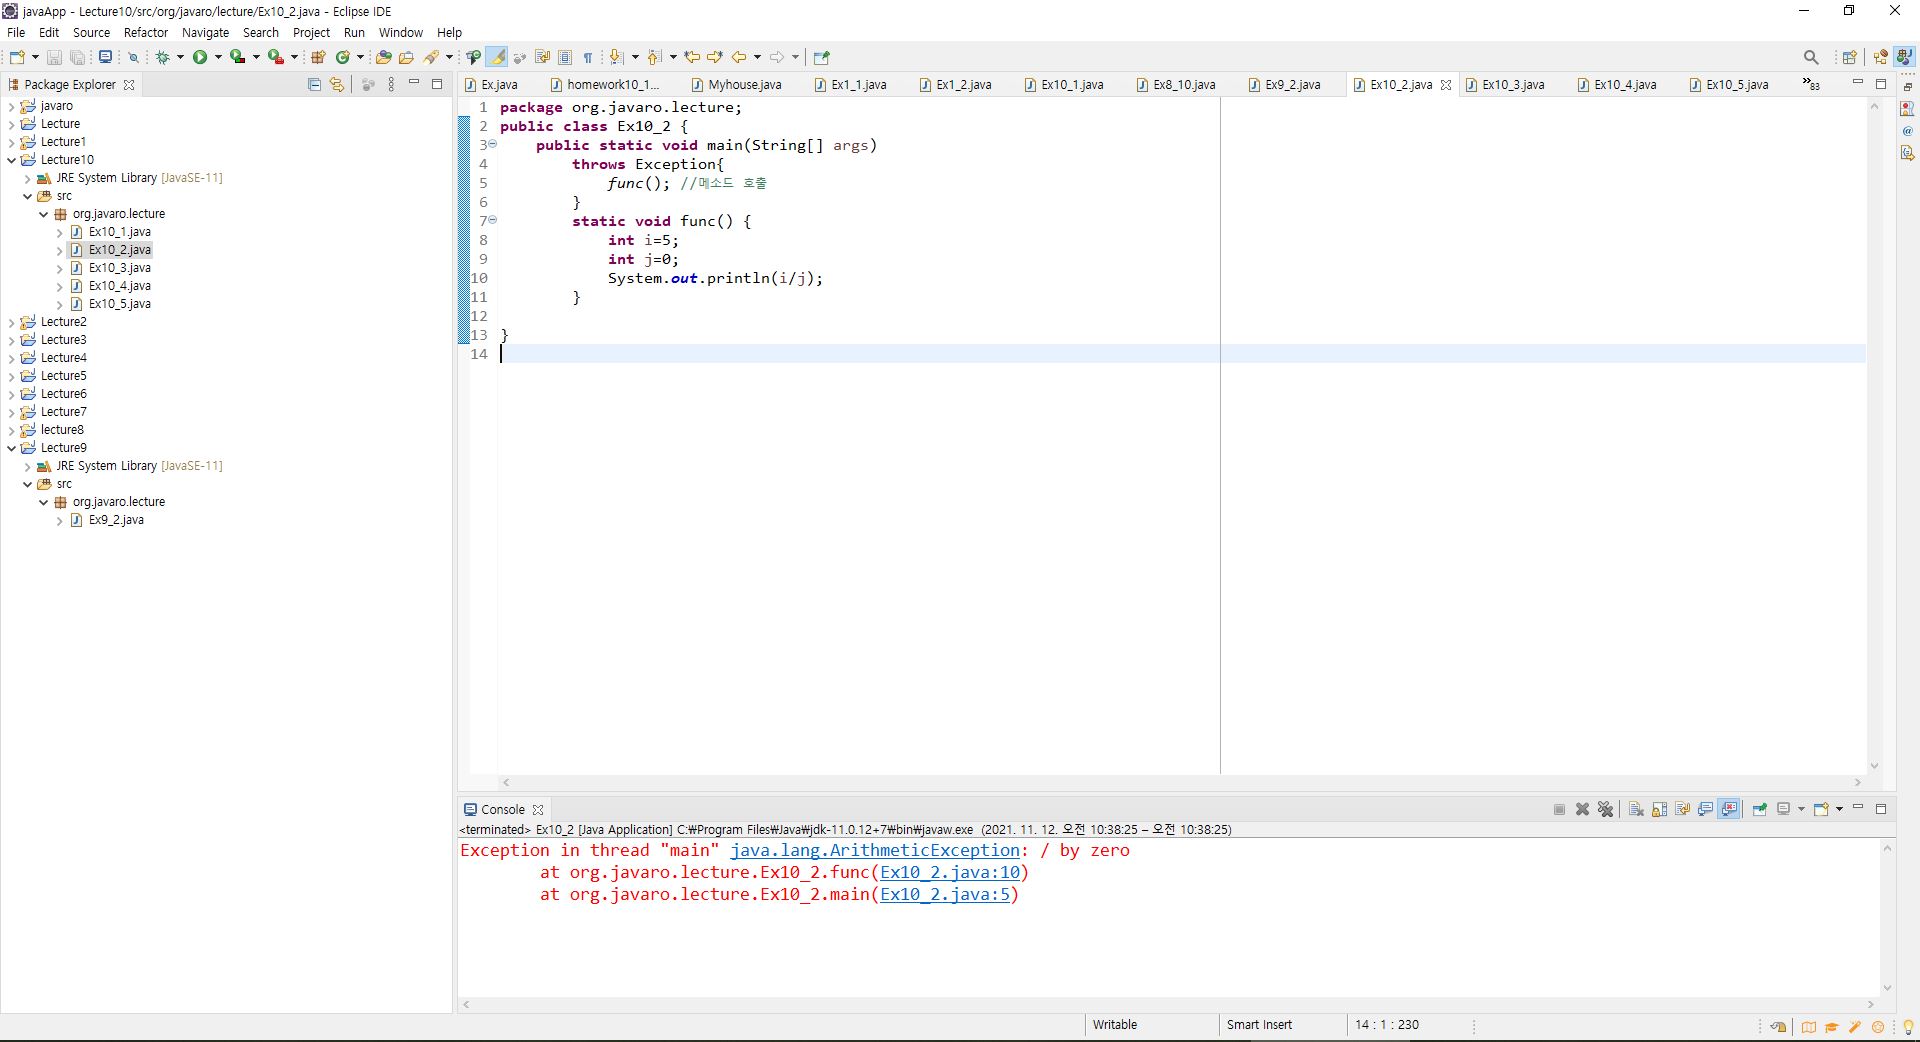 javaApp - Lecture10/src/org/javaro/lecture/Ex10_2.java - Eclipse IDE
File Edit Source Refactor Navigate Search Project Run Window Help
Package Explorer
javaro
Lecture
Lecture1
Lecture10
JRE System Library [JavaSE-11]
src
org.javaro.lecture
Ex10_1.java
Ex10_2.java
Ex10_3.java
Ex10_4.java
Ex10_5.java
Lecture2
Lecture3
Lecture4
Lecture5
Lecture6
Lecture7
lecture8
Lecture9
JRE System Library [JavaSE-11]
src
org.javaro.lecture
Ex9_2.java
Ex.java homework10_1... Myhouse.java Ex1_1.java Ex1_2.java Ex10_1.java Ex8_10.java Ex9_2.java Ex10_2.java Ex10_3.java Ex10_4.java Ex10_5.java »83
1 package org.javaro.lecture;
2 public class Ex10_2 {
3 public static void main(String[] args)
4 throws Exception{
5 func(); //메소드 호출
6 }
7 static void func() {
8 int i=5;
9 int j=0;
10 System.out.println(i/j);
11 }
12
13 }
14
Console
<terminated> Ex10_2 [Java Application] C:₩Program Files₩Java₩jdk-11.0.12+7₩bin₩javaw.exe (2021. 11. 12. 오전 10:38:25 – 오전 10:38:25)
Exception in thread "main" java.lang.ArithmeticException: / by zero
at org.javaro.lecture.Ex10_2.func(Ex10_2.java:10)
at org.javaro.lecture.Ex10_2.main(Ex10_2.java:5)
Writable Smart Insert 14 : 1 : 230